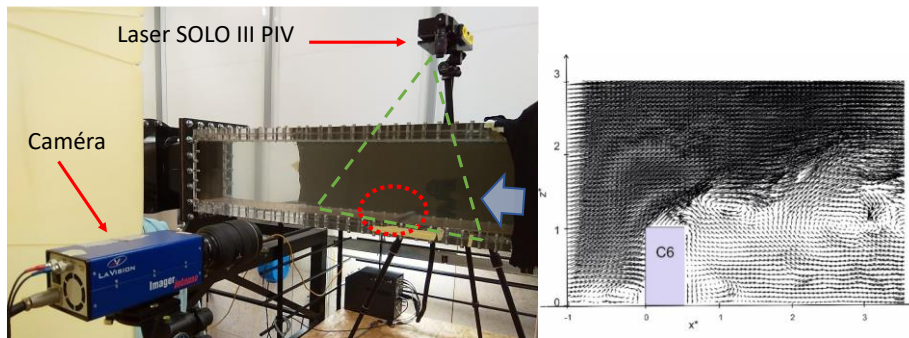 Laser SOLO III PIV
Caméra
LAVISION
Imager
3
2
z*
1
0
C6
-1 0 1 2 3
x*